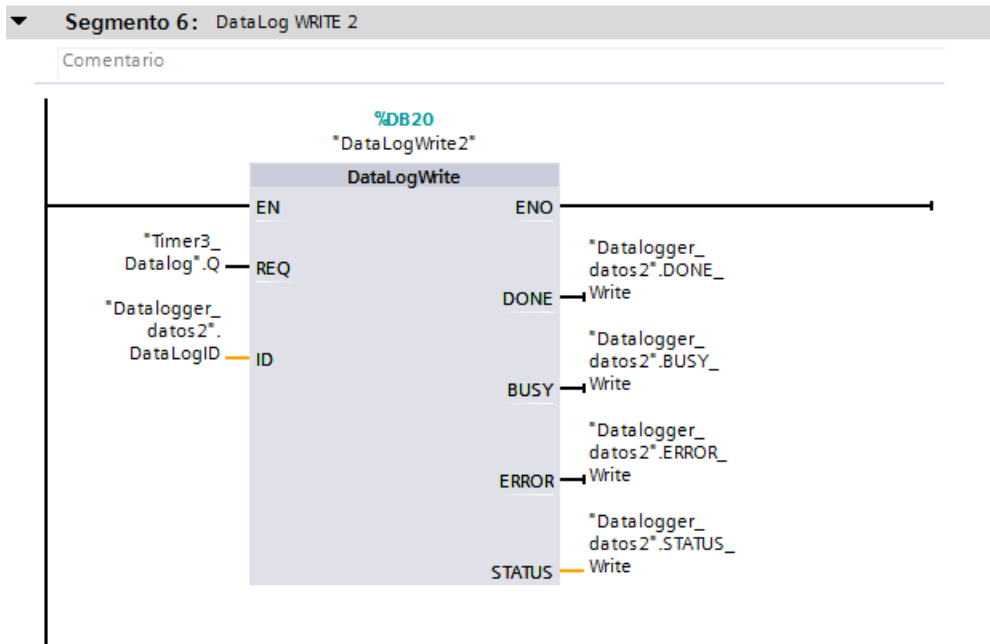 Segmento 6: DataLog WRITE 2
Comentario
%DB20
"DataLogWrite2"
DataLogWrite
EN
ENO
"Timer3_
Datalog".Q
REQ
"Datalogger_
datos2".DONE_
Write
DONE
"Datalogger_
datos2".
DataLogID
ID
"Datalogger_
datos2".BUSY_
Write
BUSY
"Datalogger_
datos2".ERROR_
Write
ERROR
"Datalogger_
datos2".STATUS_
Write
STATUS